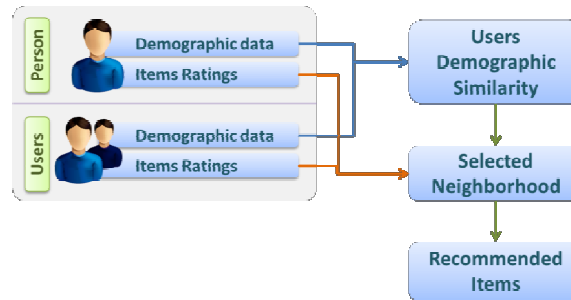 Person
Demographic data
Items Ratings
Users
Demographic data
Items Ratings
Users
Demographic
Similarity
Selected
Neighborhood
Recommended
Items